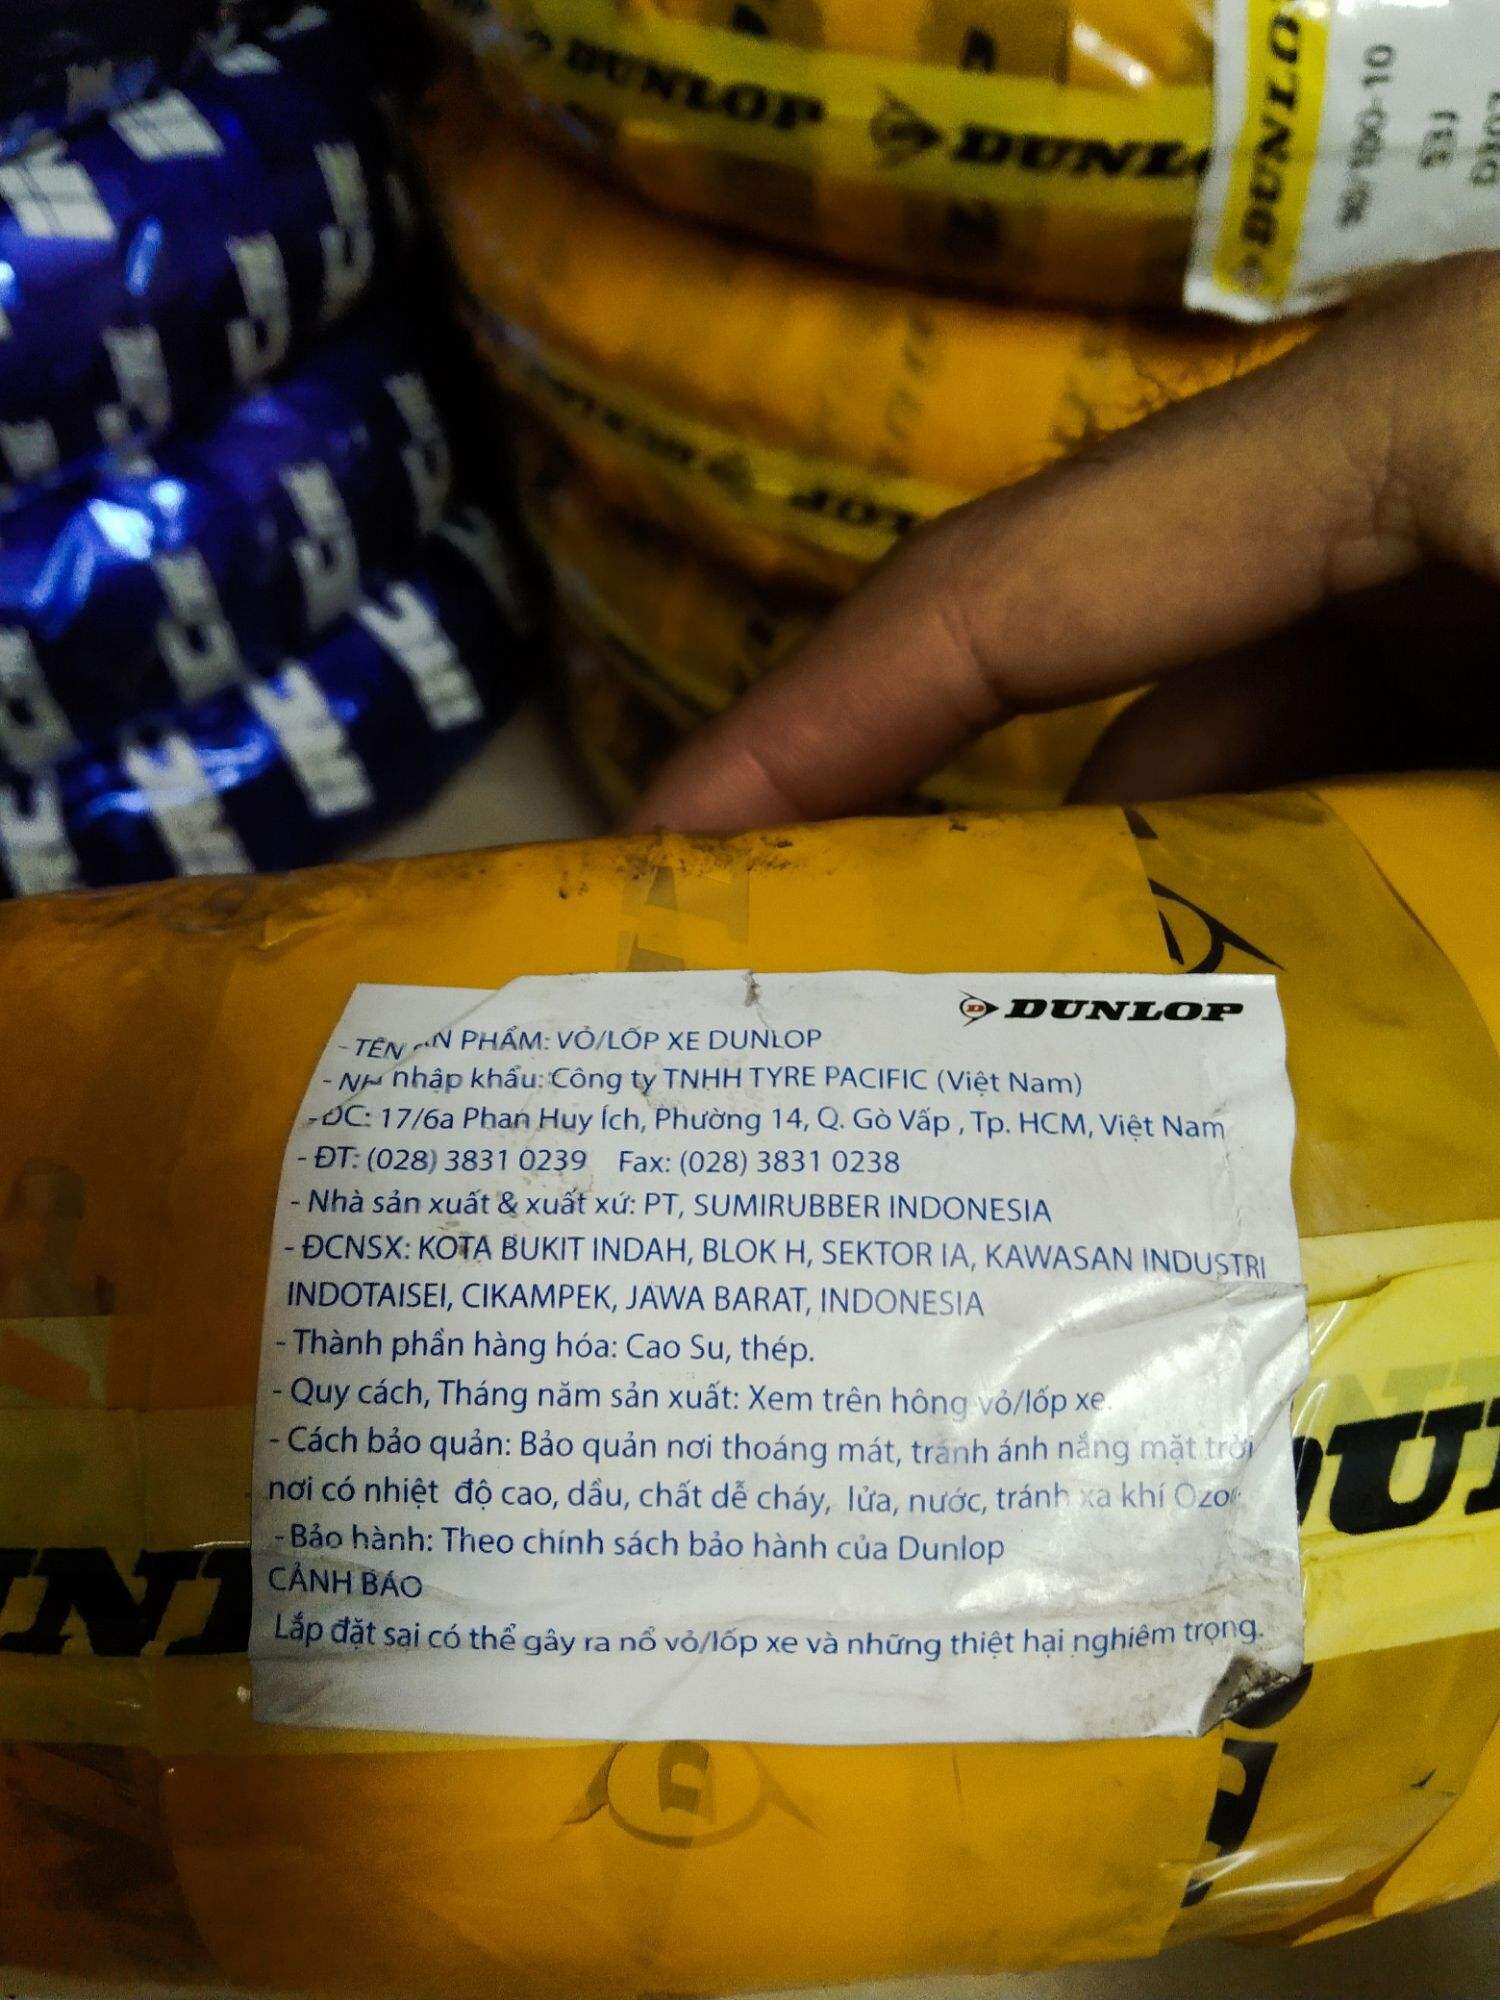 DUNLOP
DUNLOP
90/100-10
53J
DUNLOP
- TÊN ẢN PHẨM: VỎ/LỐP XE DUNLOP
- NH nhập khẩu: Công ty TNHH TYRE PACIFIC (Việt Nam)
- ĐC: 17/6a Phan Huy Ích, Phường 14, Q. Gò Vấp , Tp. HCM, Việt Nam
- ĐT: (028) 3831 0239 Fax: (028) 3831 0238
- Nhà sản xuất & xuất xứ: PT, SUMIRUBBER INDONESIA
- ĐCNSX: KOTA BUKIT INDAH, BLOK H, SEKTOR IA, KAWASAN INDUSTRI
INDOTAISEI, CIKAMPEK, JAWA BARAT, INDONESIA
- Thành phần hàng hóa: Cao Su, thép.
- Quy cách, Tháng năm sản xuất: Xem trên hông vỏ/lốp xe.
- Cách bảo quản: Bảo quản nơi thoáng mát, tránh ánh nắng mặt trời
nơi có nhiệt độ cao, dầu, chất dễ cháy, lửa, nước, tránh xa khí Ozo
- Bảo hành: Theo chính sách bảo hành của Dunlop
CẢNH BÁO
Lắp đặt sai có thể gây ra nổ vỏ/lốp xe và những thiệt hại nghiêm trọng.